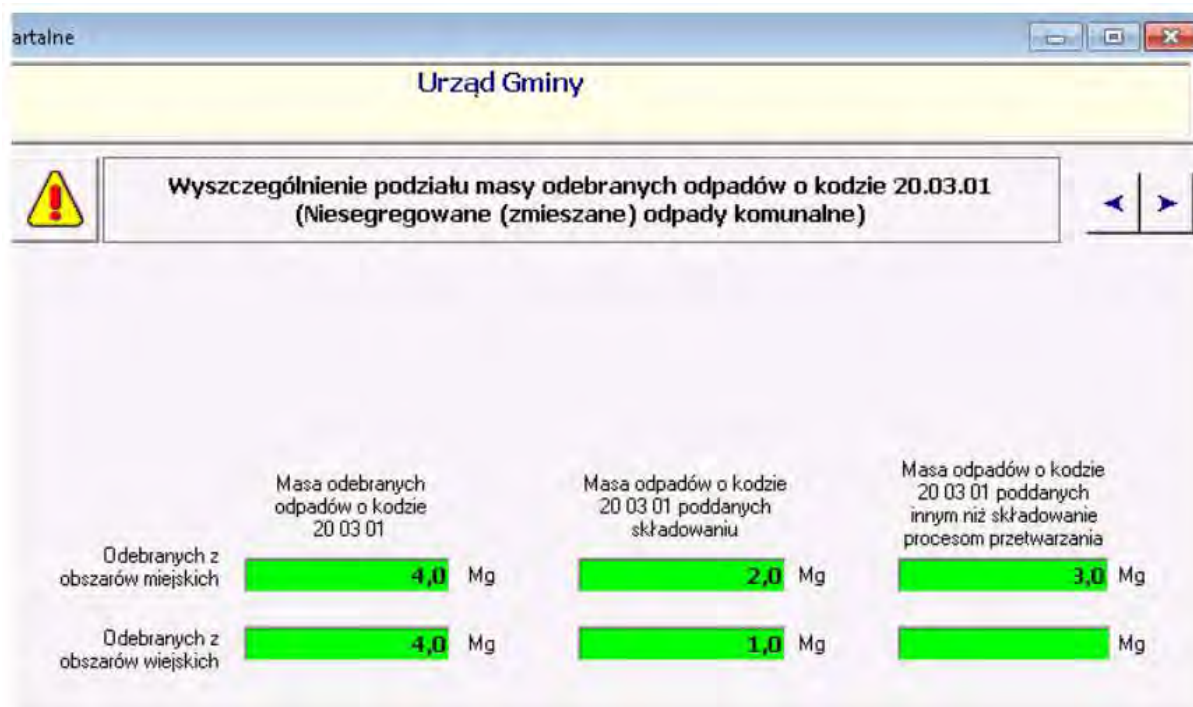 artalne
Urząd Gminy
Wyszczególnienie podziału masy odebranych odpadów o kodzie 20.03.01
(Niesegregowane (zmieszane) odpady komunalne)
Masa odebranych
odpadów o kodzie
20 03 01
Masa odpadów o kodzie
20 03 01 poddanych
składowaniu
Masa odpadów o kodzie
20 03 01 poddanych
innym niż składowanie
procesom przetwarzania
Odebranych z
obszarów miejskich
4,0 Mg
2,0 Mg
3,0 Mg
Odebranych z
obszarów wiejskich
4,0 Mg
1,0 Mg
Mg